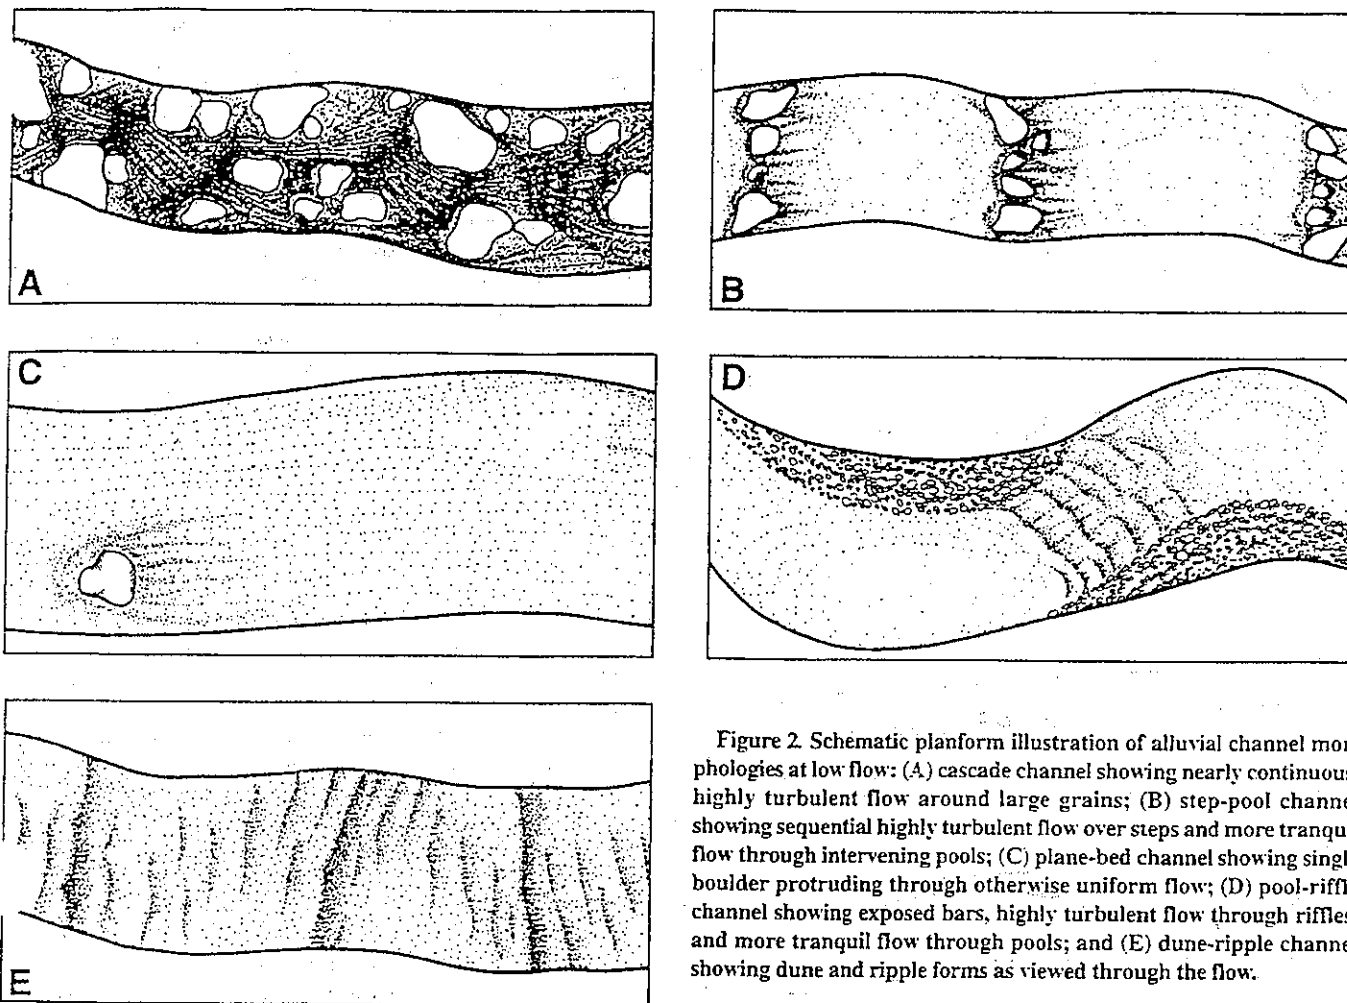 A
B
C
D
E
Figure 2. Schematic planform illustration of alluvial channel mor
phologies at low flow: (A) cascade channel showing nearly continuous
highly turbulent flow around large grains; (B) step-pool channe
showing sequential highly turbulent flow over steps and more tranqu
flow through intervening pools; (C) plane-bed channel showing singl
boulder protruding through otherwise uniform flow; (D) pool-riffl
channel showing exposed bars, highly turbulent flow through riffles
and more tranquil flow through pools; and (E) dune-ripple channe
showing dune and ripple forms as viewed through the flow.